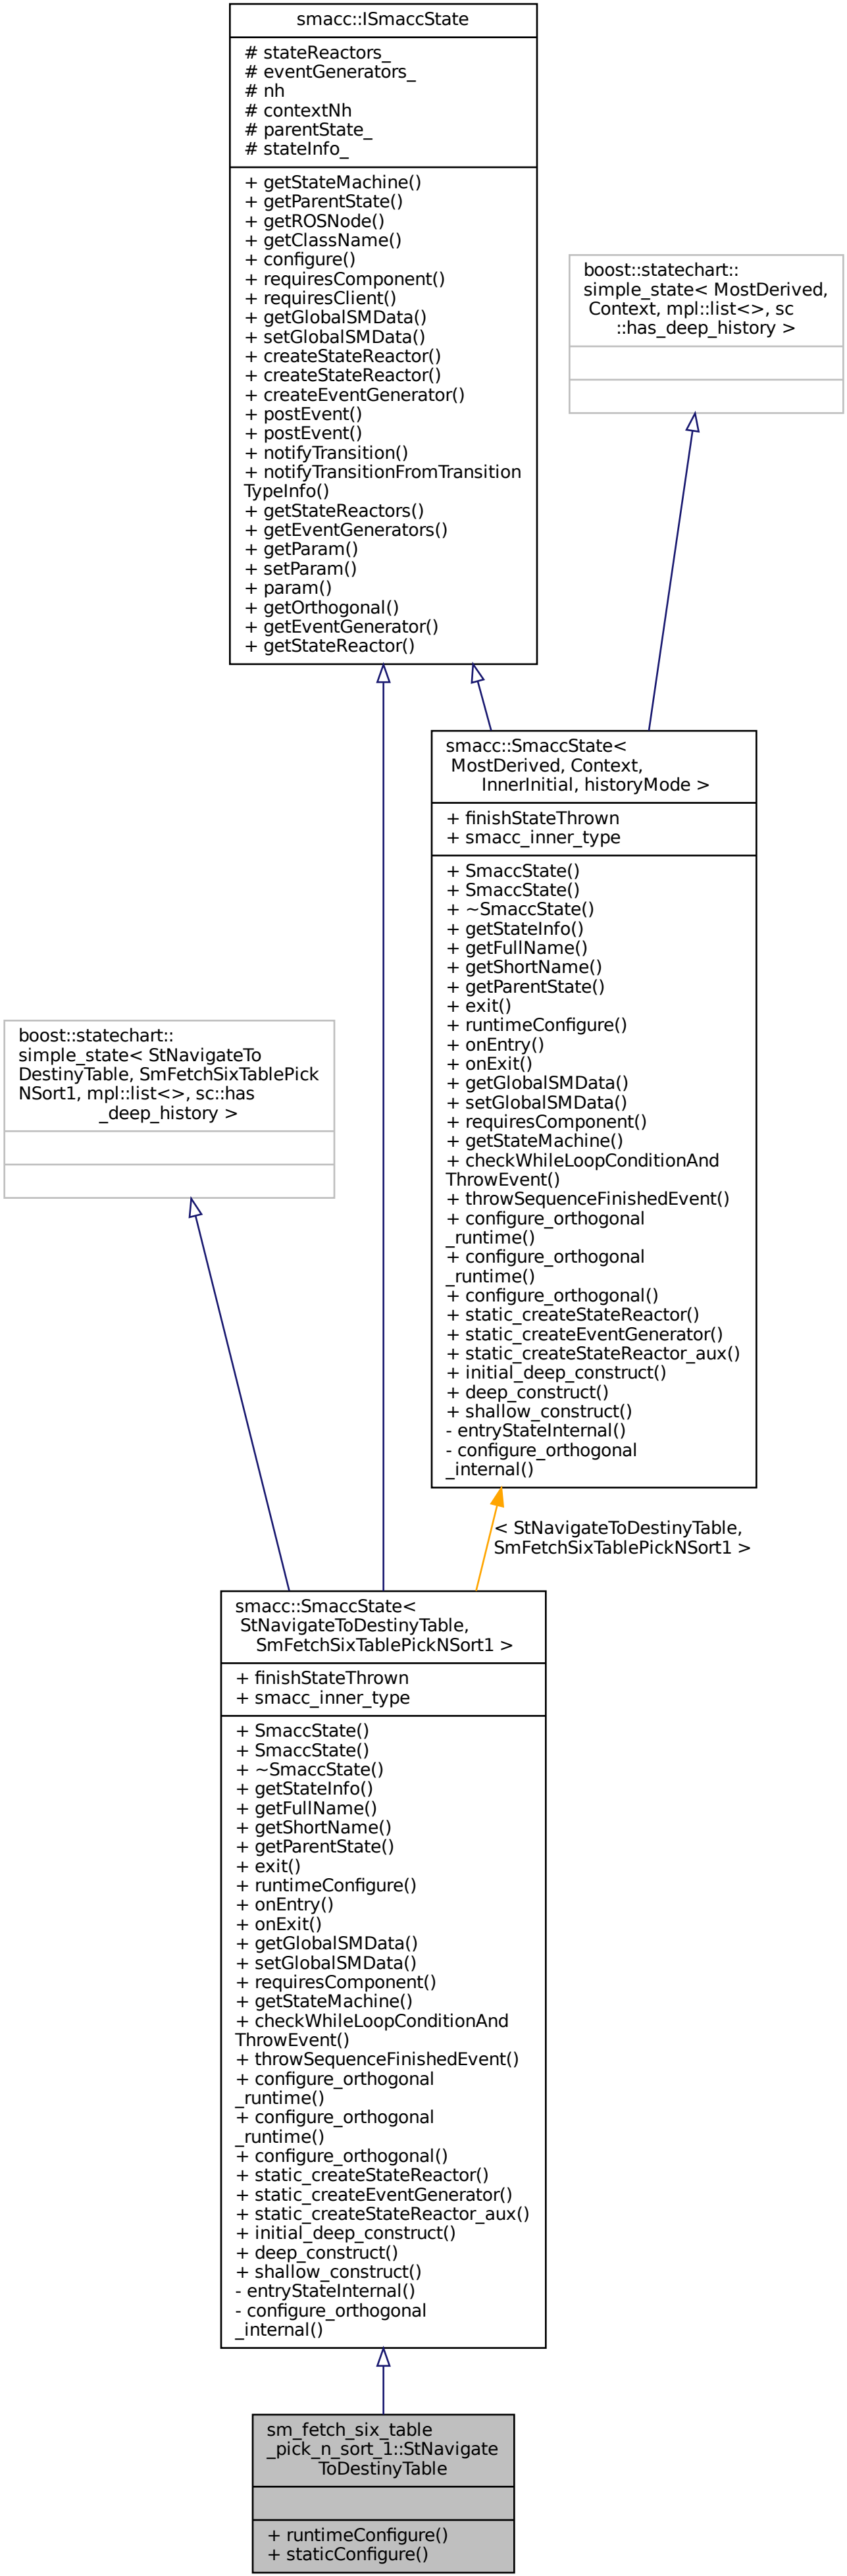 smacc::ISmaccState
# stateReactors_
# eventGenerators_
# nh
# contextNh
# parentState_
# stateInfo_
+ getStateMachine()
+ getParentState()
+ getROSNode()
+ getClassName()
+ configure()
+ requiresComponent()
+ requiresClient()
+ getGlobalSMData()
+ setGlobalSMData()
+ createStateReactor()
+ createStateReactor()
+ createEventGenerator()
+ postEvent()
+ postEvent()
+ notifyTransition()
+ notifyTransitionFromTransition
TypeInfo()
+ getStateReactors()
+ getEventGenerators()
+ getParam()
+ setParam()
+ param()
+ getOrthogonal()
+ getEventGenerator()
+ getStateReactor()
boost::statechart::
simple_state< MostDerived,
Context, mpl::list<>, sc
::has_deep_history >
smacc::SmaccState<
MostDerived, Context,
InnerInitial, historyMode >
+ finishStateThrown
+ smacc_inner_type
+ SmaccState()
+ SmaccState()
+ ~SmaccState()
+ getStateInfo()
+ getFullName()
+ getShortName()
+ getParentState()
+ exit()
+ runtimeConfigure()
+ onEntry()
+ onExit()
+ getGlobalSMData()
+ setGlobalSMData()
+ requiresComponent()
+ getStateMachine()
+ checkWhileLoopConditionAnd
ThrowEvent()
+ throwSequenceFinishedEvent()
+ configure_orthogonal
_runtime()
+ configure_orthogonal
_runtime()
+ configure_orthogonal()
+ static_createStateReactor()
+ static_createEventGenerator()
+ static_createStateReactor_aux()
+ initial_deep_construct()
+ deep_construct()
+ shallow_construct()
- entryStateInternal()
- configure_orthogonal
_internal()
boost::statechart::
simple_state< StNavigateTo
DestinyTable, SmFetchSixTablePick
NSort1, mpl::list<>, sc::has
_deep_history >
< StNavigateToDestinyTable,
SmFetchSixTablePickNSort1 >
smacc::SmaccState<
StNavigateToDestinyTable,
SmFetchSixTablePickNSort1 >
+ finishStateThrown
+ smacc_inner_type
+ SmaccState()
+ SmaccState()
+ ~SmaccState()
+ getStateInfo()
+ getFullName()
+ getShortName()
+ getParentState()
+ exit()
+ runtimeConfigure()
+ onEntry()
+ onExit()
+ getGlobalSMData()
+ setGlobalSMData()
+ requiresComponent()
+ getStateMachine()
+ checkWhileLoopConditionAnd
ThrowEvent()
+ throwSequenceFinishedEvent()
+ configure_orthogonal
_runtime()
+ configure_orthogonal
_runtime()
+ configure_orthogonal()
+ static_createStateReactor()
+ static_createEventGenerator()
+ static_createStateReactor_aux()
+ initial_deep_construct()
+ deep_construct()
+ shallow_construct()
- entryStateInternal()
- configure_orthogonal
_internal()
sm_fetch_six_table
_pick_n_sort_1::StNavigate
ToDestinyTable
+ runtimeConfigure()
+ staticConfigure()